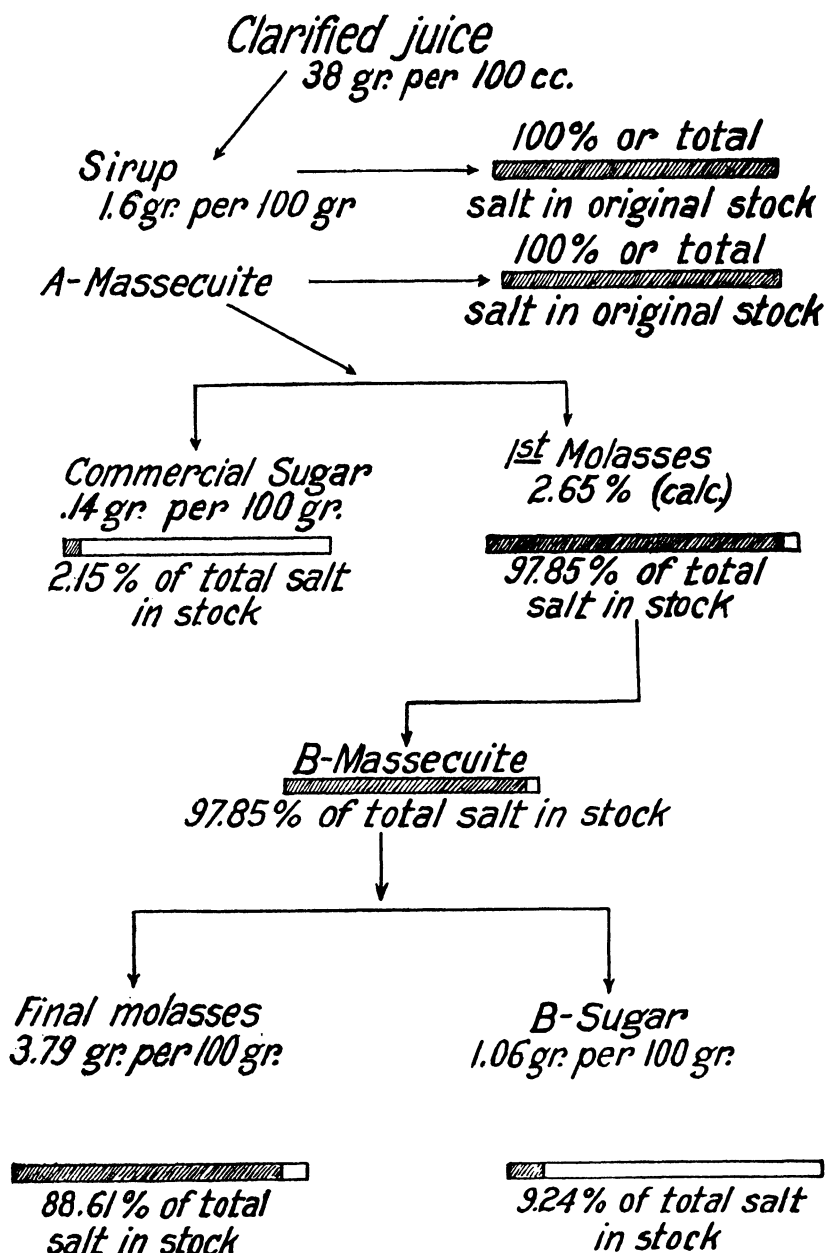 Clarified juice
38 gr. per 100 cc.
100% or total
Sirup
1.6 gr. per 100 gr
salt in original stock
100% or total
A-Massecuite
salt in original stock
Commercial Sugar
.14 gr. per 100 gr.
2.15% of total salt
in stock
1st Molasses
2.65% (calc.)
97.85% of total
salt in stock
B-Massecuite
97.85% of total salt in stock
Final molasses
3.79 gr. per 100 gr.
88.61% of total
salt in stock
B-Sugar
1.06 gr. per 100 gr.
9.24% of total salt
in stock